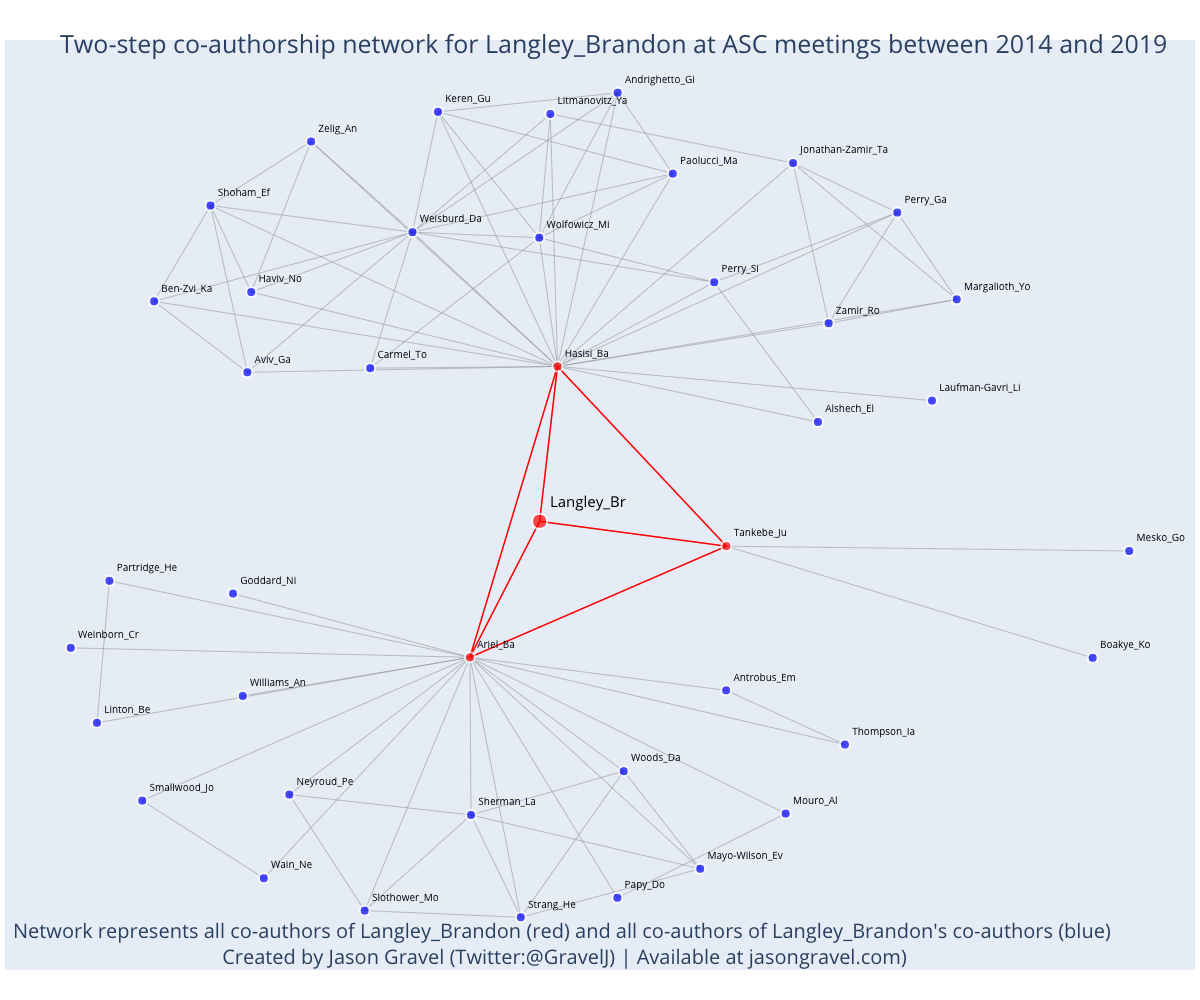 Two-step co-authorship network for Langley_Brandon at ASC meetings between 2014 and 2019
Andrighetto_Gi
Keren_Gu
Litmanovitz_Ya
Zelig_An
Jonathan-Zamir_Ta
Paolucci_Ma
Shoham_Ef
Perry_Ga
Weisburd_Da
Wolfowicz_Mi
Perry_Si
Haviv_No
Ben-Zvi_Ka
Margalioth_Yo
Zamir_Ro
Hasisi_Ba
Carmel_To
Aviv_Ga
Laufman-Gavri_Li
Alshech_El
Langley_Br
Tankebe_Ju
Mesko_Go
Partridge_He
Goddard_Ni
Weinborn_Cr
Ariel_Ba
Boakye_Ko
Williams_An
Antrobus_Em
Linton_Be
Thompson_Ia
Woods_Da
Neyroud_Pe
Smallwood_Jo
Sherman_La
Mouro_Al
Mayo-Wilson_Ev
Wain_Ne
Papy_Do
Slothower_Mo
Strang_He
Network represents all co-authors of Langley_Brandon (red) and all co-authors of Langley_Brandon's co-authors (blue)
Created by Jason Gravel (Twitter:@GravelJ) | Available at jasongravel.com)